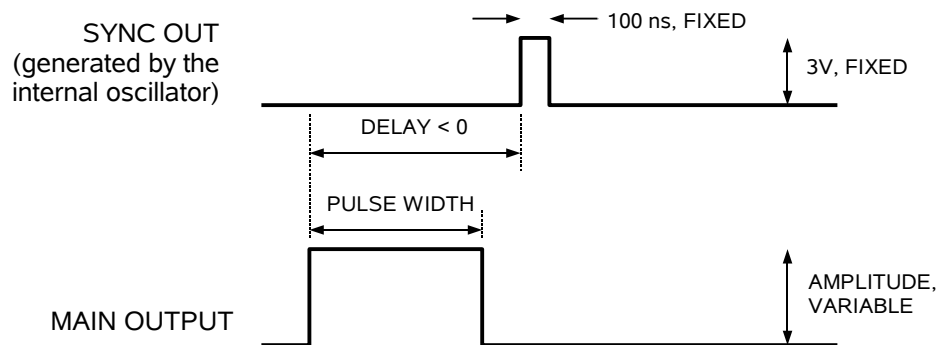 SYNC OUT
(generated by the
internal oscillator)
100 ns, FIXED
3V, FIXED
DELAY < 0
PULSE WIDTH
AMPLITUDE,
VARIABLE
MAIN OUTPUT